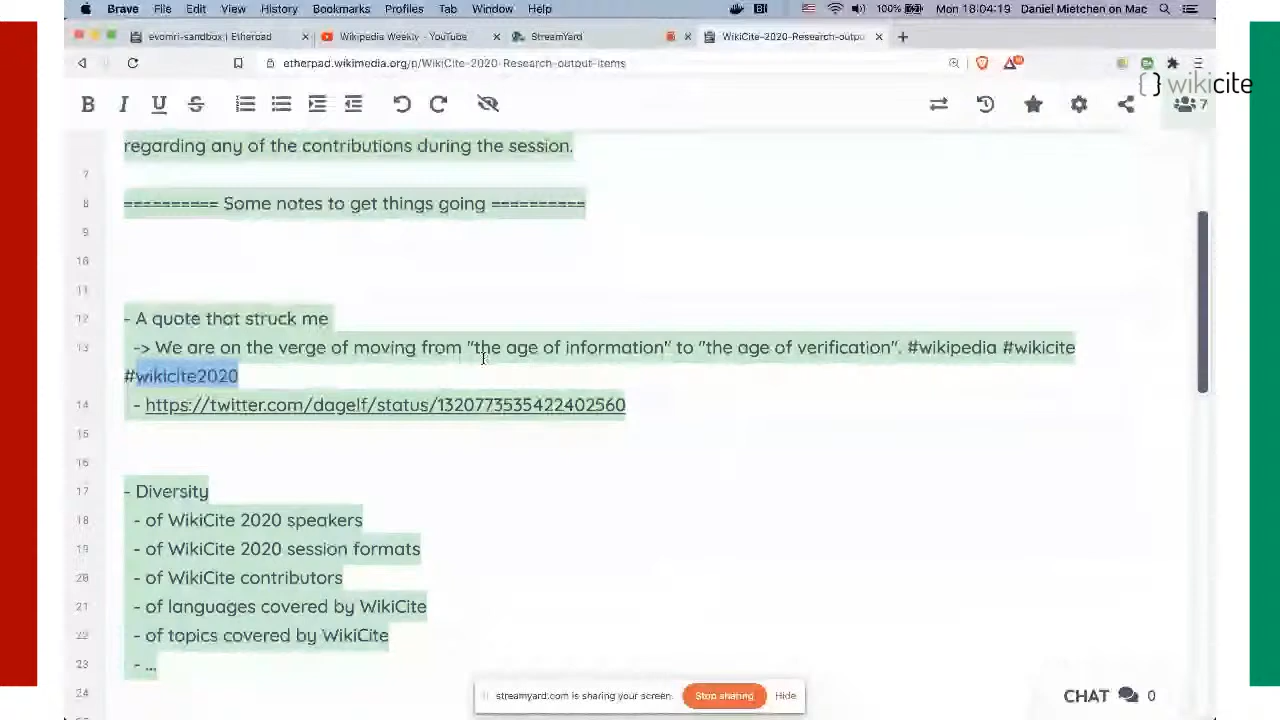 Brave File Edit View History Bookmarks Profiles Tab Window Help 100% Mon 18:04:19 Daniel Mietchen on Mac
evomri-sandbox | Etherpad Wikipedia Weekly - YouTube StreamYard WikiCite-2020-Research-outpu
etherpad.wikimedia.org/p/WikiCite-2020-Research-output-items
{ } wikicite
7
regarding any of the contributions during the session.
7
8 ========== Some notes to get things going ==========
9
10
11
12 - A quote that struck me
13 -> We are on the verge of moving from "the age of information" to "the age of verification". #wikipedia #wikicite
#wikicite2020
14 - https://twitter.com/dagelf/status/1320773535422402560
15
16
17 - Diversity
18 - of WikiCite 2020 speakers
19 - of WikiCite 2020 session formats
20 - of WikiCite contributors
21 - of languages covered by WikiCite
22 - of topics covered by WikiCite
23 - ...
24
streamyard.com is sharing your screen. Stop sharing Hide
CHAT 0